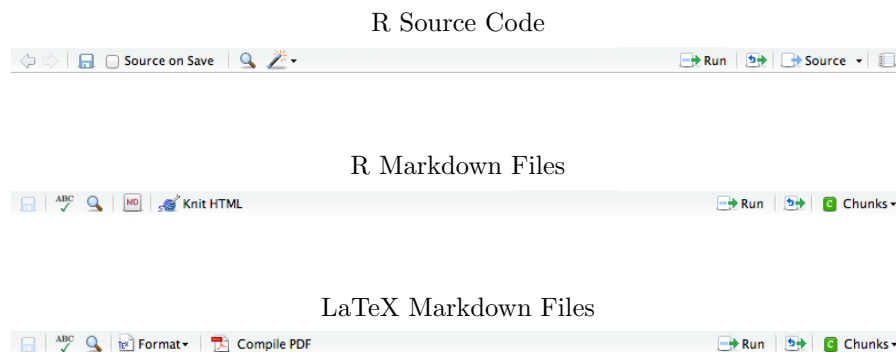 R Source Code
Source on Save Run Source
R Markdown Files
ABC MD Knit HTML Run C Chunks
LaTeX Markdown Files
ABC TEX Format Compile PDF Run C Chunks